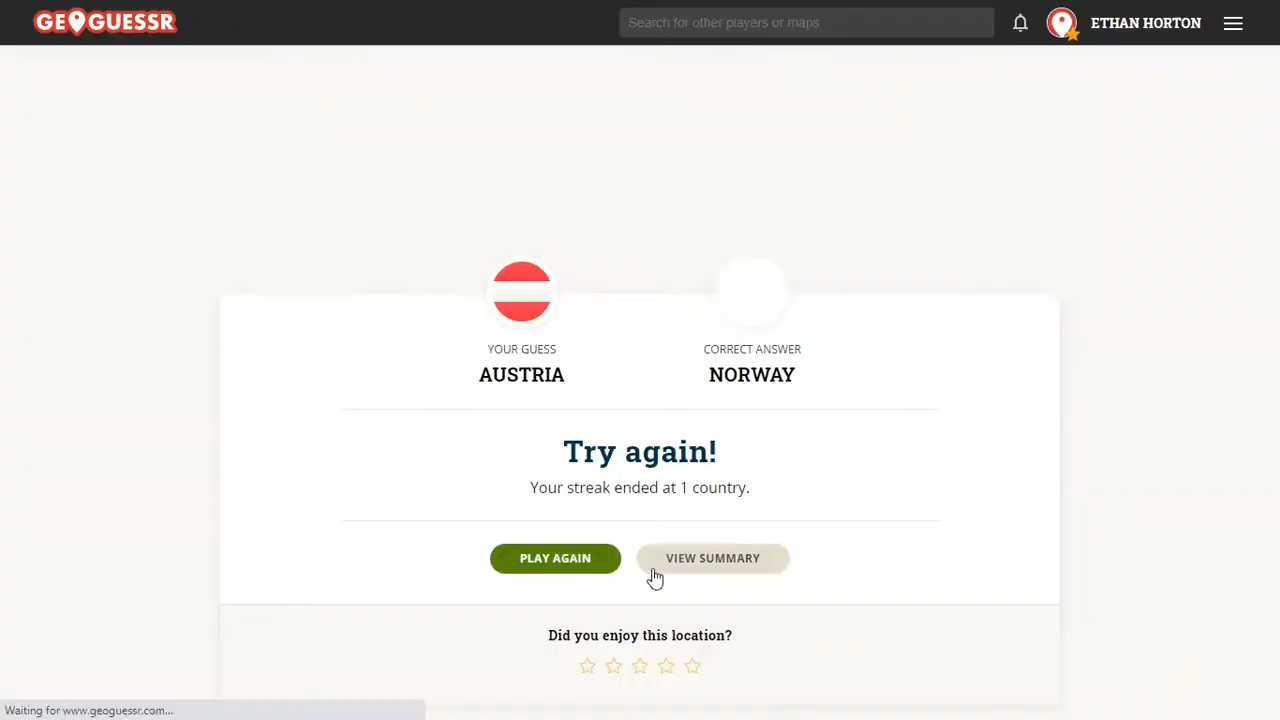 GEOGUESSR
Search for other players or maps
ETHAN HORTON
YOUR GUESS
CORRECT ANSWER
AUSTRIA
NORWAY
Try again!
Your streak ended at 1 country.
PLAY AGAIN
VIEW SUMMARY
Did you enjoy this location?
Waiting for www.geoguessr.com...